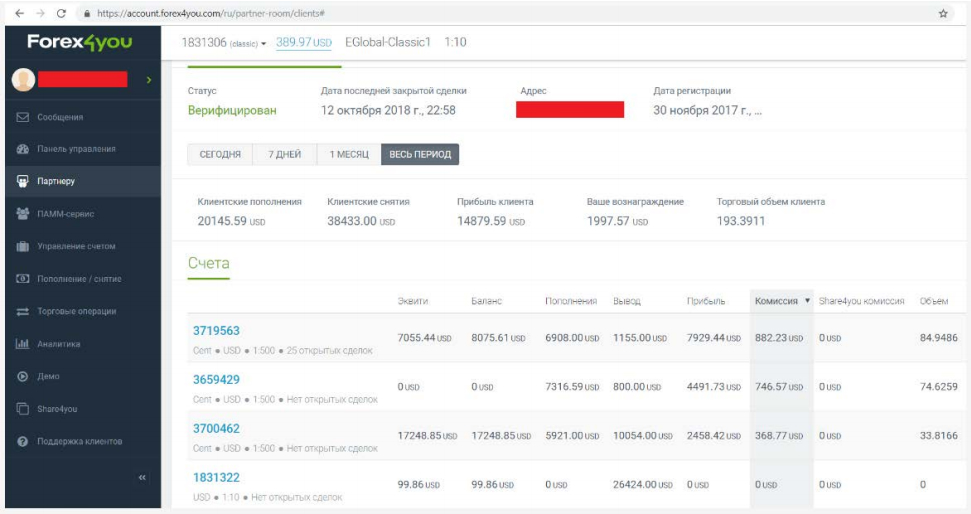 https://account.forex4you.com/ru/partner-room/clients#
Forex4you
1831306 (classic) 389.97 USD EGlobal-Classic1 1:10
Сообщения
Панель управления
Партнеру
ПАММ-сервис
Управление счетом
Пополнение / снятие
Торговые операции
Аналитика
Демо
Share4you
Поддержка клиентов
«
Статус Дата последней закрытой сделки Адрес Дата регистрации
Верифицирован 12 октября 2018 г., 22:58 30 ноября 2017 г., ...
СЕГОДНЯ 7 ДНЕЙ 1 МЕСЯЦ ВЕСЬ ПЕРИОД
Клиентские пополнения Клиентские снятия Прибыль клиента Ваше вознаграждение Торговый объем клиента
20145.59 USD 38433.00 USD 14879.59 USD 1997.57 USD 193.3911
Счета
Эквити Баланс Пополнения Вывод Прибыль Комиссия ▼ Share4you комиссия Объем
3719563
7055.44 USD 8075.61 USD 6908.00 USD 1155.00 USD 7929.44 USD 882.23 USD 0 USD 84.9486
Cent ● USD ● 1:500 ● 25 открытых сделок
3659429
0 USD 0 USD 7316.59 USD 800.00 USD 4491.73 USD 746.57 USD 0 USD 74.6259
Cent ● USD ● 1:500 ● Нет открытых сделок
3700462
17248.85 USD 17248.85 USD 5921.00 USD 10054.00 USD 2458.42 USD 368.77 USD 0 USD 33.8166
Cent ● USD ● 1:500 ● Нет открытых сделок
1831322
99.86 USD 99.86 USD 0 USD 26424.00 USD 0 USD 0 USD 0 USD 0
USD ● 1:10 ● Нет открытых сделок